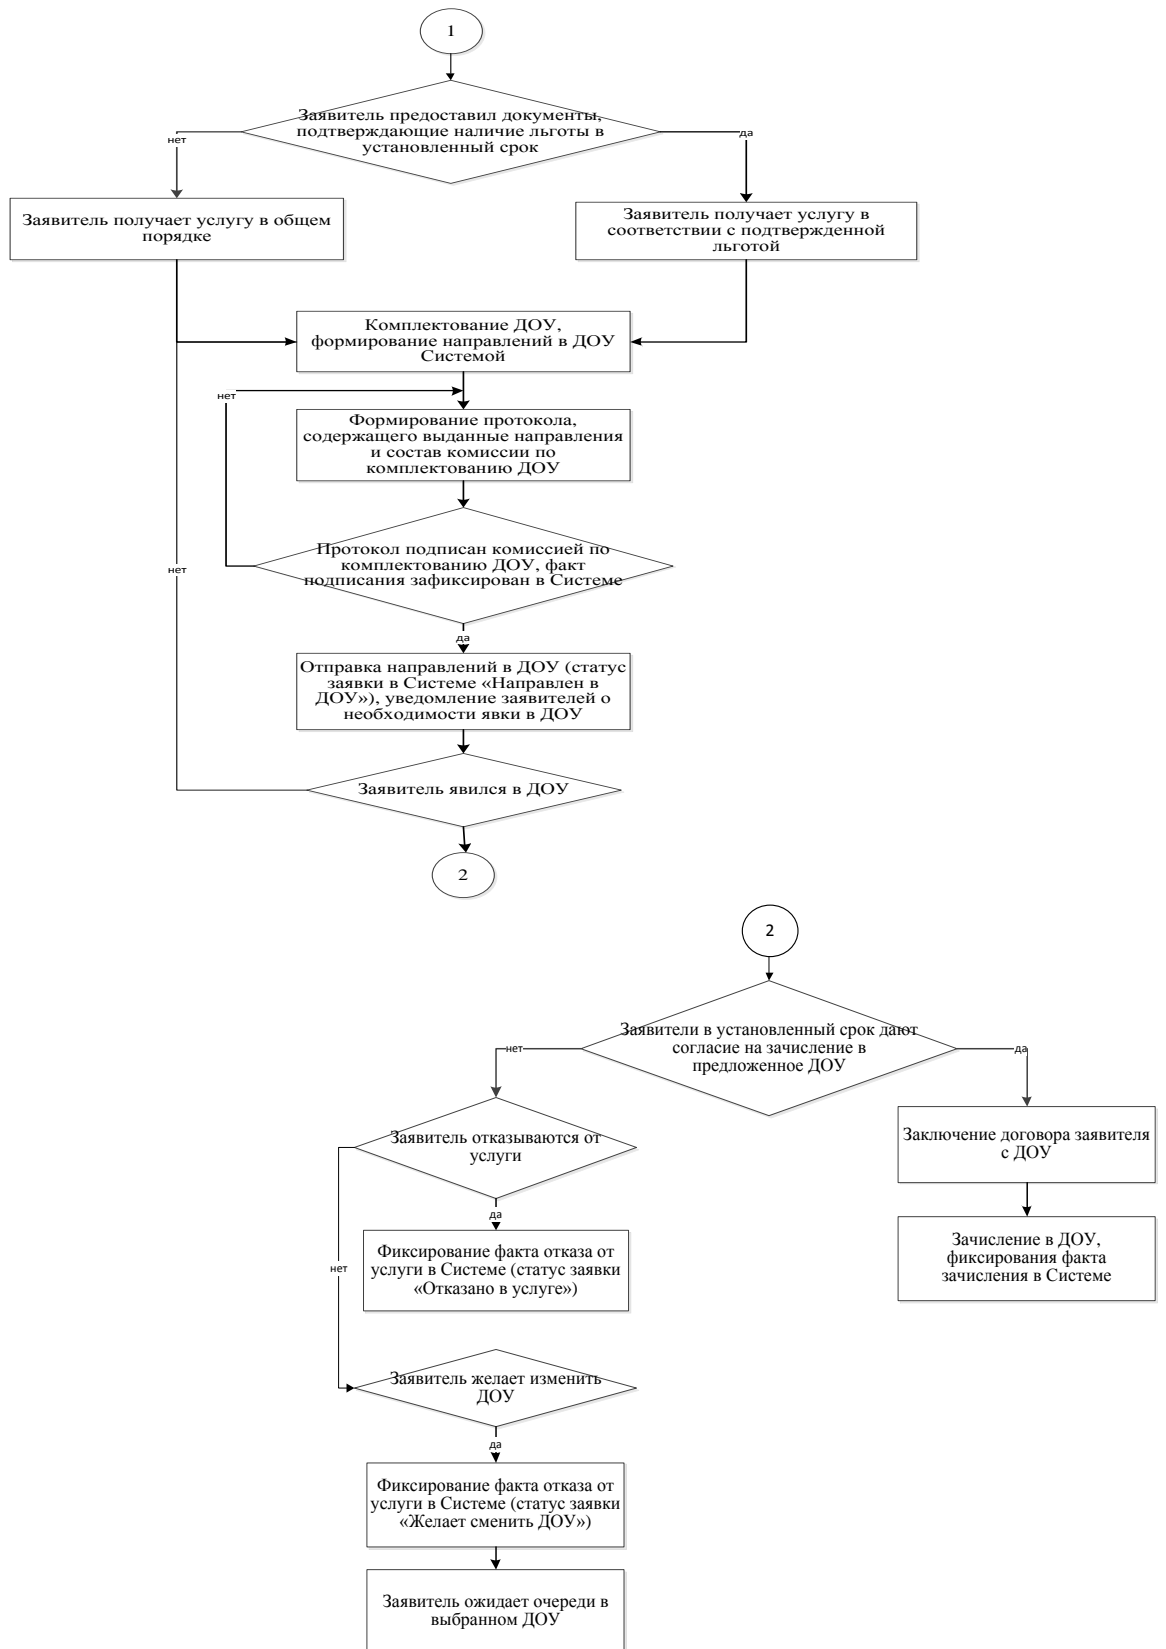 1
Заявитель предоставил документы,
подтверждающие наличие льготы в
установленный срок
нет
да
Заявитель получает услугу в общем
порядке
Заявитель получает услугу в
соответствии с подтвержденной
льготой
Комплектование ДОУ,
формирование направлений в ДОУ
Системой
нет
Формирование протокола,
содержащего выданные направления
и состав комиссии по
комплектованию ДОУ
Протокол подписан комиссией по
комплектованию ДОУ, факт
подписания зафиксирован в Системе
нет
да
Отправка направлений в ДОУ (статус
заявки в Системе «Направлен в
ДОУ»), уведомление заявителей о
необходимости явки в ДОУ
Заявитель явился в ДОУ
2
2
Заявители в установленный срок дают
согласие на зачисление в
предложенное ДОУ
нет
да
Заявитель отказываются от
услуги
Заключение договора заявителя
с ДОУ
да
Фиксирование факта отказа от
услуги в Системе (статус заявки
«Отказано в услуге»)
Зачисление в ДОУ,
фиксирования факта
зачисления в Системе
нет
Заявитель желает изменить
ДОУ
да
Фиксирование факта отказа от
услуги в Системе (статус заявки
«Желает сменить ДОУ»)
Заявитель ожидает очереди в
выбранном ДОУ